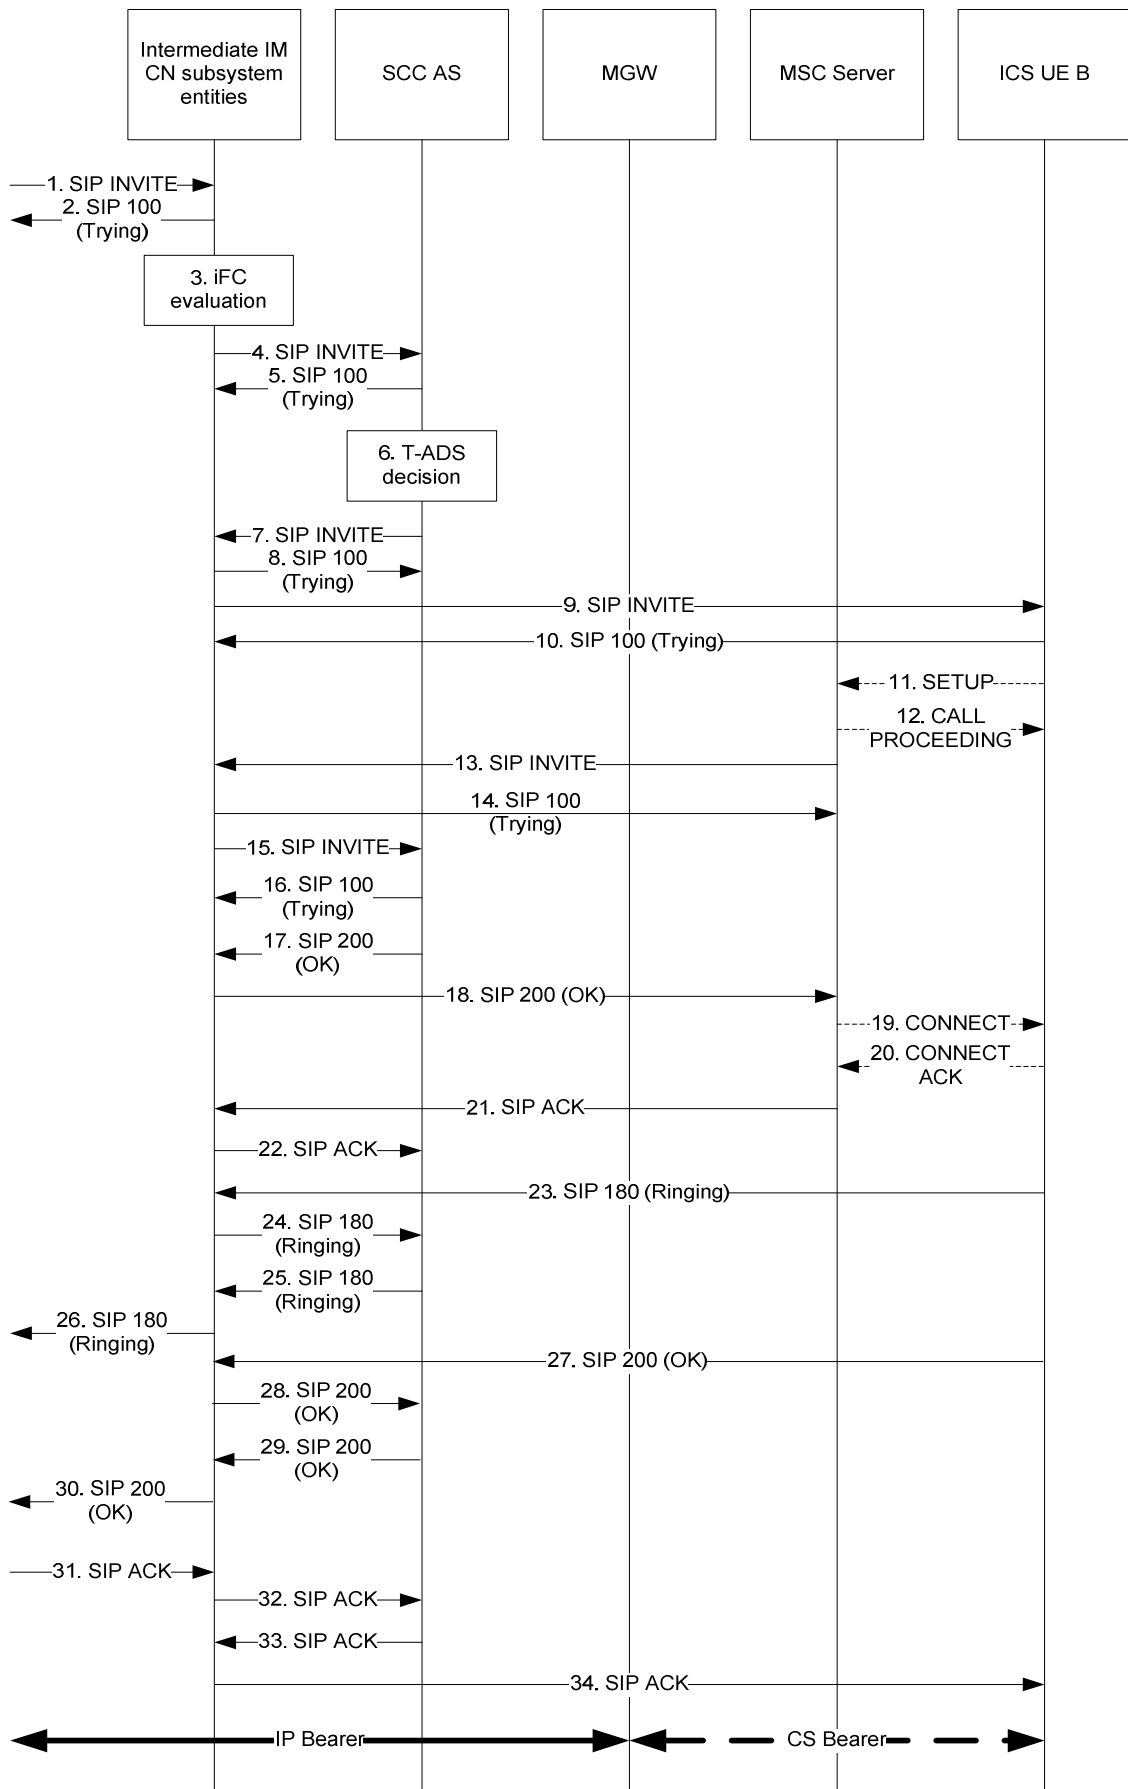 Intermediate IM
CN subsystem
entities
SCC AS
MGW
MSC Server
ICS UE B
1. SIP INVITE
2. SIP 100
(Trying)
3. iFC
evaluation
4. SIP INVITE
5. SIP 100
(Trying)
6. T-ADS
decision
7. SIP INVITE
8. SIP 100
(Trying)
9. SIP INVITE
10. SIP 100 (Trying)
11. SETUP
12. CALL
PROCEEDING
13. SIP INVITE
14. SIP 100
(Trying)
15. SIP INVITE
16. SIP 100
(Trying)
17. SIP 200
(OK)
18. SIP 200 (OK)
19. CONNECT
20. CONNECT
ACK
21. SIP ACK
22. SIP ACK
23. SIP 180 (Ringing)
24. SIP 180
(Ringing)
25. SIP 180
(Ringing)
26. SIP 180
(Ringing)
27. SIP 200 (OK)
28. SIP 200
(OK)
29. SIP 200
(OK)
30. SIP 200
(OK)
31. SIP ACK
32. SIP ACK
33. SIP ACK
34. SIP ACK
IP Bearer
CS Bearer